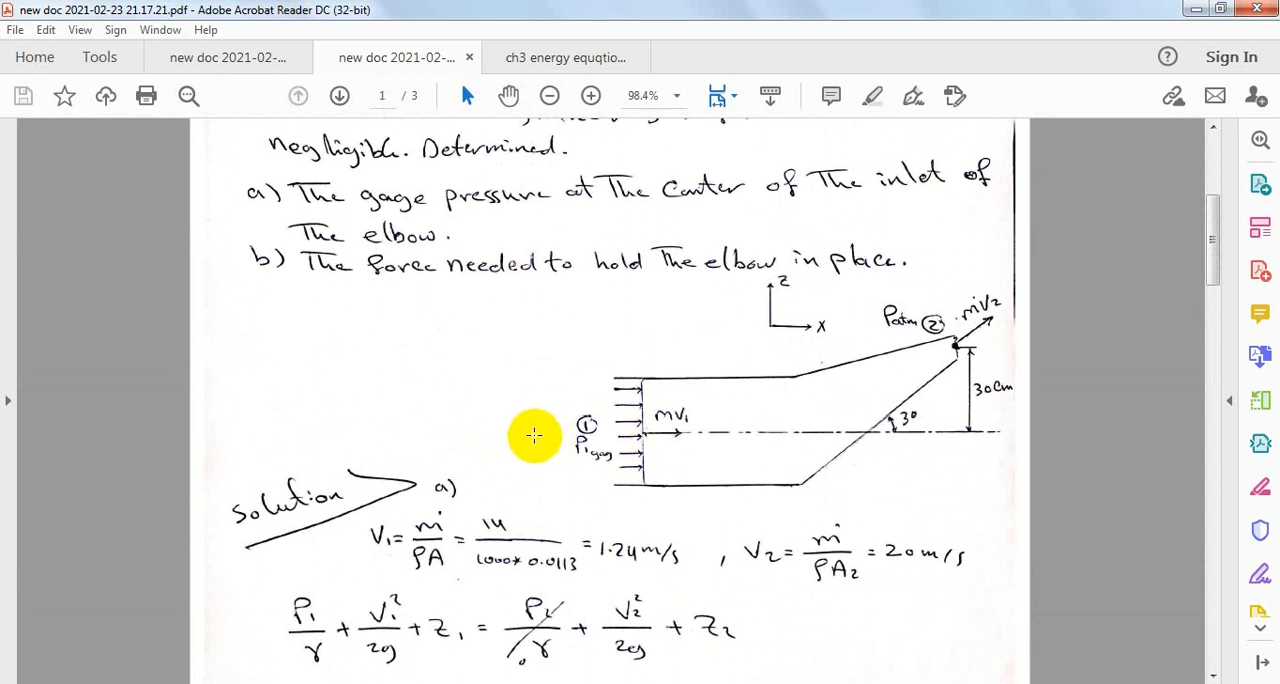 new doc 2021-02-23 21.17.21.pdf - Adobe Acrobat Reader DC (32-bit)
File Edit View Sign Window Help
Home Tools new doc 2021-02-... new doc 2021-02-... × ch3 energy equqtio... Sign In
1 / 3 98.4%
Negligible. Determined.
a) The gage pressure at The Center of The inlet of
The elbow.
b) The force needed to hold The elbow in place.
Z
X
Patm ② ṁV2
30cm
① mV1
P1 gag
30
Solution a)
V1 = ṁ/ρA = 14/1000*0.0113 = 1.24 m/s , V2 = ṁ/ρA2 = 20 m/s
P1/γ + V1²/2g + Z1 = P2/γ + V2²/2g + Z2